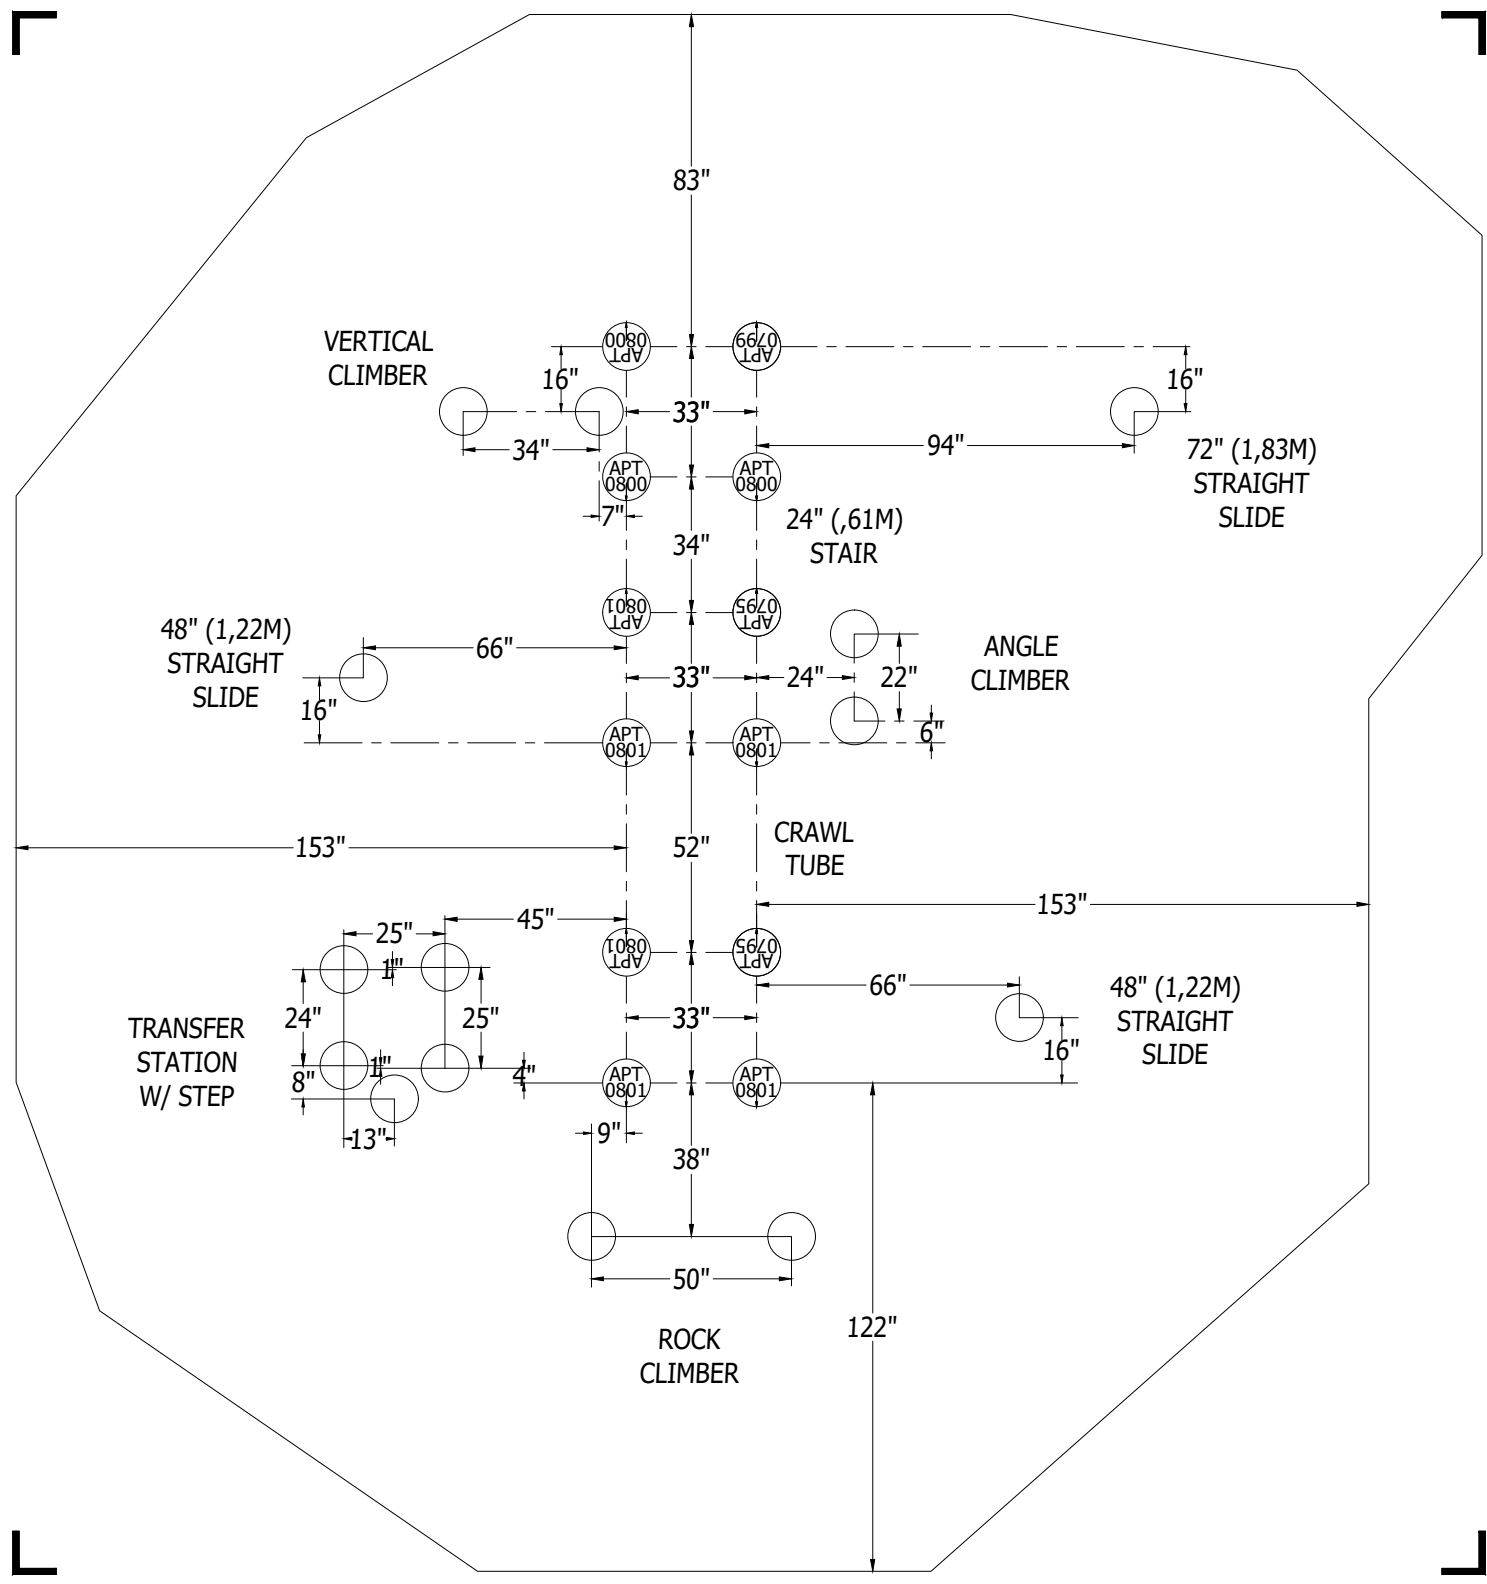 83"
VERTICAL
CLIMBER
APT
0800
APT
0799
16"
16"
33"
34"
94"
72" (1,83M)
STRAIGHT
SLIDE
APT
0800
APT
0800
7"
24" (,61M)
STAIR
34"
APT
0801
APT
0795
48" (1,22M)
STRAIGHT
SLIDE
66"
ANGLE
CLIMBER
33"
24"
22"
16"
6"
APT
0801
APT
0801
CRAWL
TUBE
153"
52"
153"
45"
25"
APT
0801
APT
0795
1"
66"
48" (1,22M)
STRAIGHT
SLIDE
24"
25"
33"
TRANSFER
STATION
W/ STEP
16"
1"
4"
8"
APT
0801
APT
0801
13"
9"
38"
50"
122"
ROCK
CLIMBER